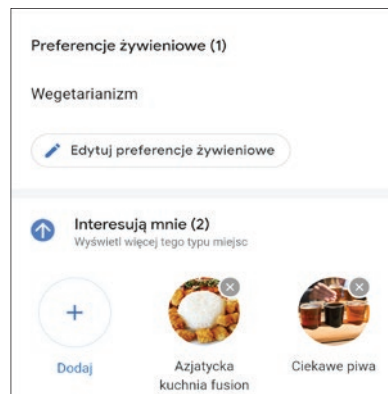 Preferencje żywieniowe (1)
Wegetarianizm
Edytuj preferencje żywieniowe
Interesują mnie (2)
Wyświetl więcej tego typu miejsc
Dodaj
Azjatycka
kuchnia fusion
Ciekawe piwa